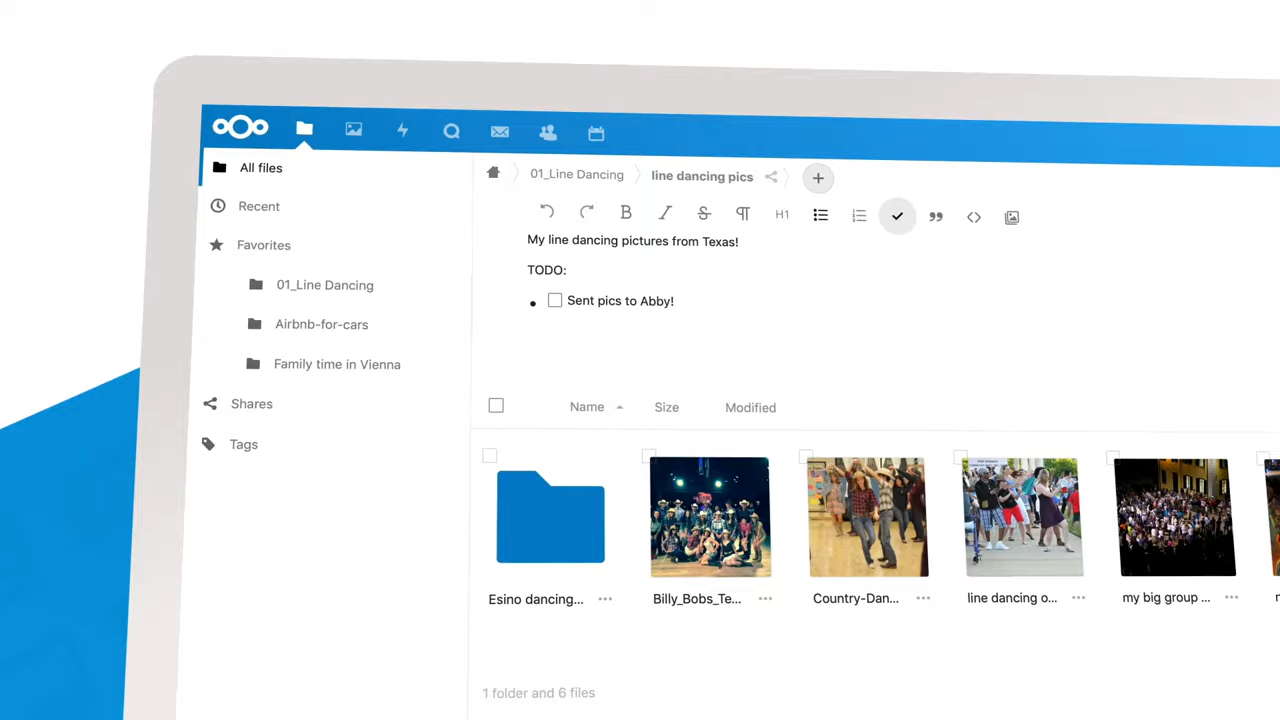 All files
Recent
Favorites
01_Line Dancing
Airbnb-for-cars
Family time in Vienna
Shares
Tags
01_Line Dancing
line dancing pics
H1
My line dancing pictures from Texas!
TODO:
Sent pics to Abby!
Name
Size
Modified
Esino dancing...
Billy_Bobs_Te...
Country-Dan...
line dancing o...
my big group ...
1 folder and 6 files